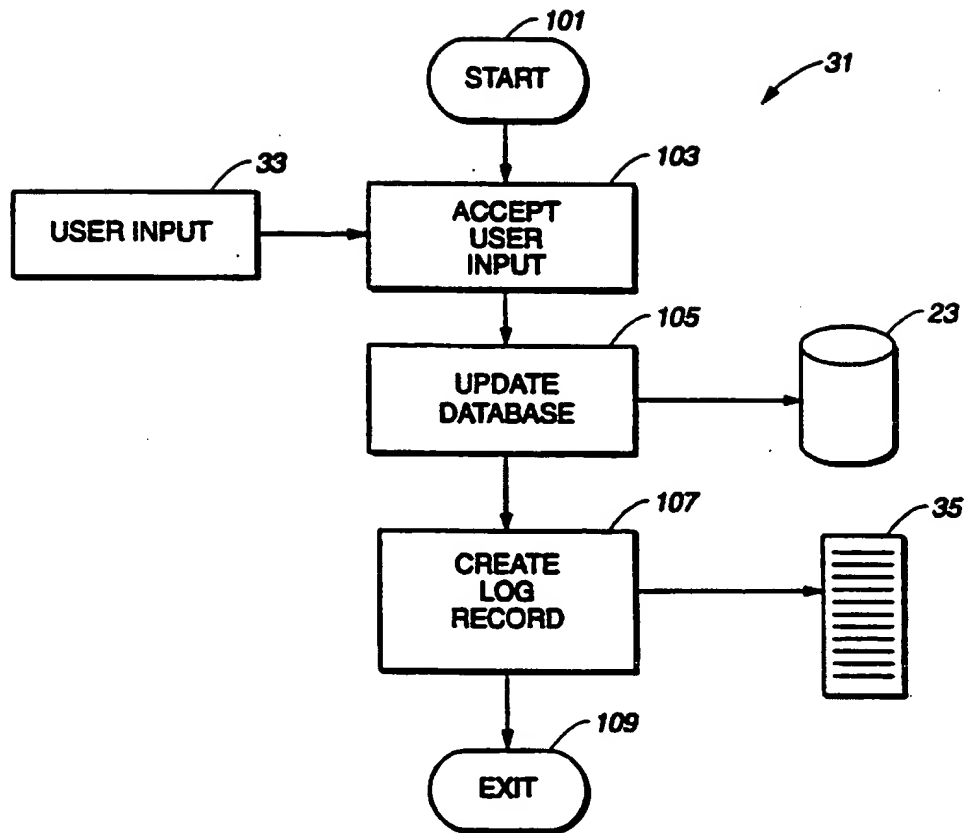 101
START
31
33
103
USER INPUT
ACCEPT
USER
INPUT
105
23
UPDATE
DATABASE
107
35
CREATE
LOG
RECORD
109
EXIT